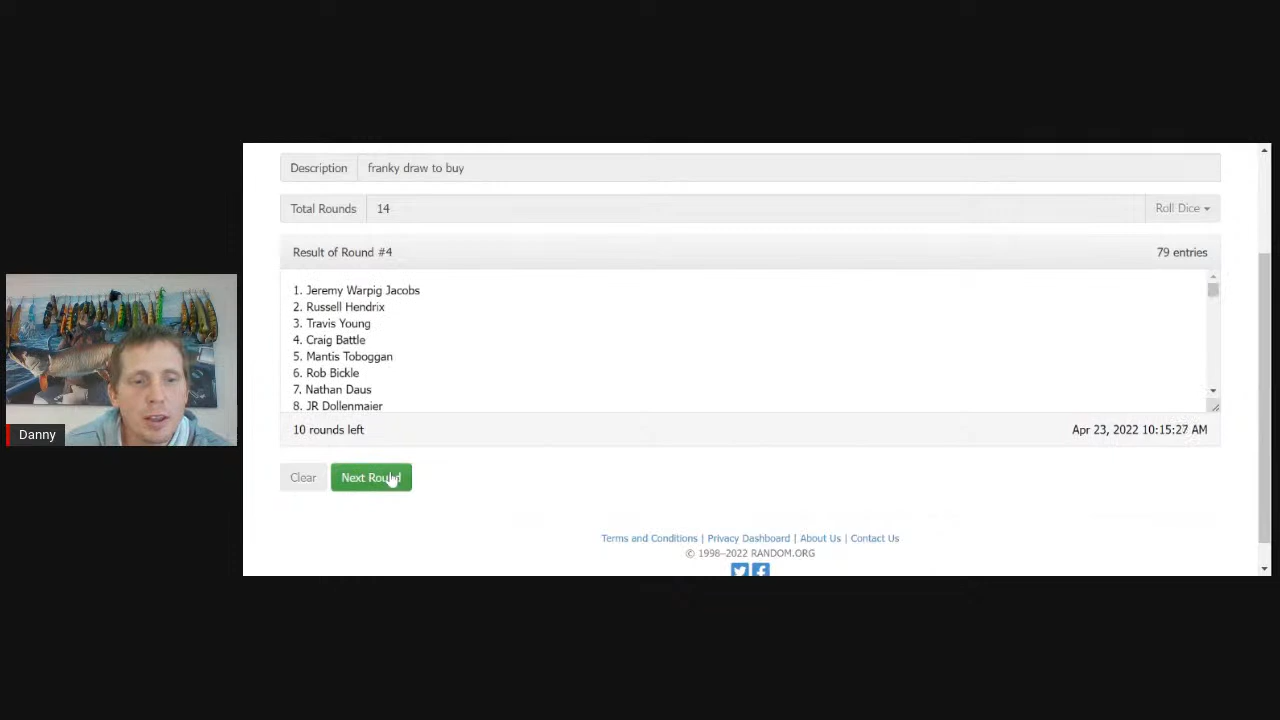 Description franky draw to buy
Total Rounds 14 Roll Dice
Result of Round #4 79 entries
1. Jeremy Warpig Jacobs
2. Russell Hendrix
3. Travis Young
4. Craig Battle
5. Mantis Toboggan
6. Rob Bickle
7. Nathan Daus
8. JR Dollenmaier
10 rounds left Apr 23, 2022 10:15:27 AM
Clear Next Round
Danny
Terms and Conditions | Privacy Dashboard | About Us | Contact Us
© 1998–2022 RANDOM.ORG